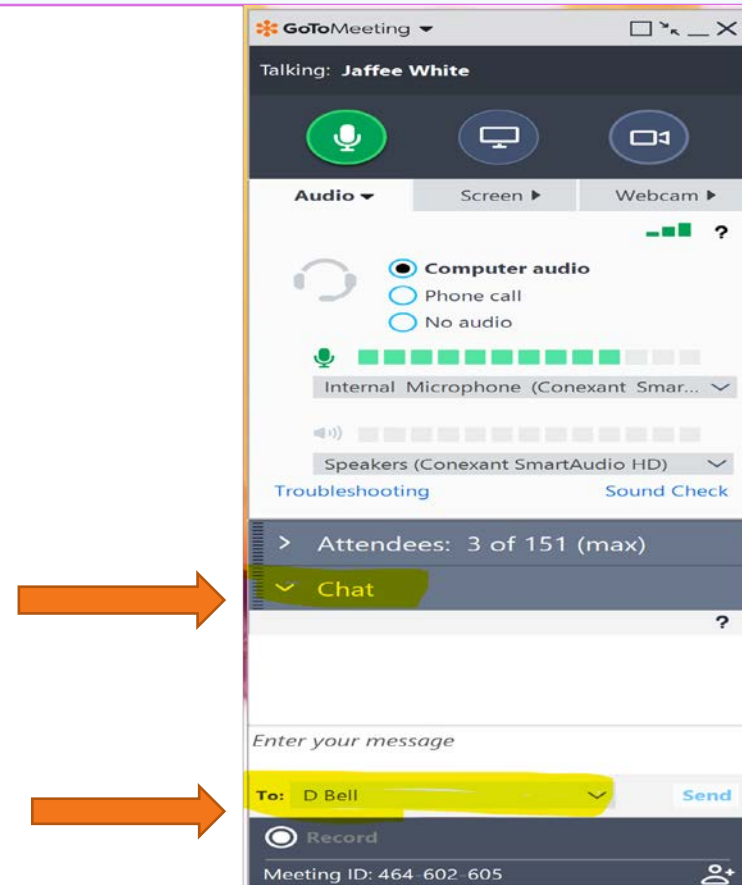 GoToMeeting
Talking: Jaffee White
Audio Screen Webcam
?
Computer audio
Phone call
No audio
Internal Microphone (Conexant Smar...
Speakers (Conexant SmartAudio HD)
Troubleshooting Sound Check
Attendees: 3 of 151 (max)
Chat
?
Enter your message
To: D Bell Send
Record
Meeting ID: 464-602-605